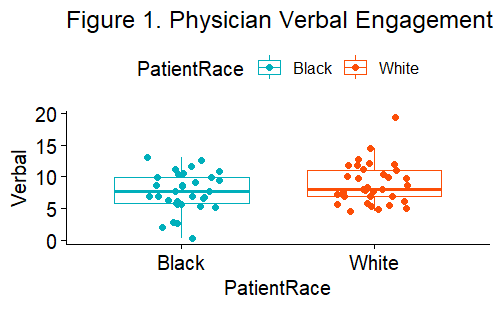 Figure 1. Physician Verbal Engagement
PatientRace Black White
20
15
10
5
0
Verbal
Black White
PatientRace